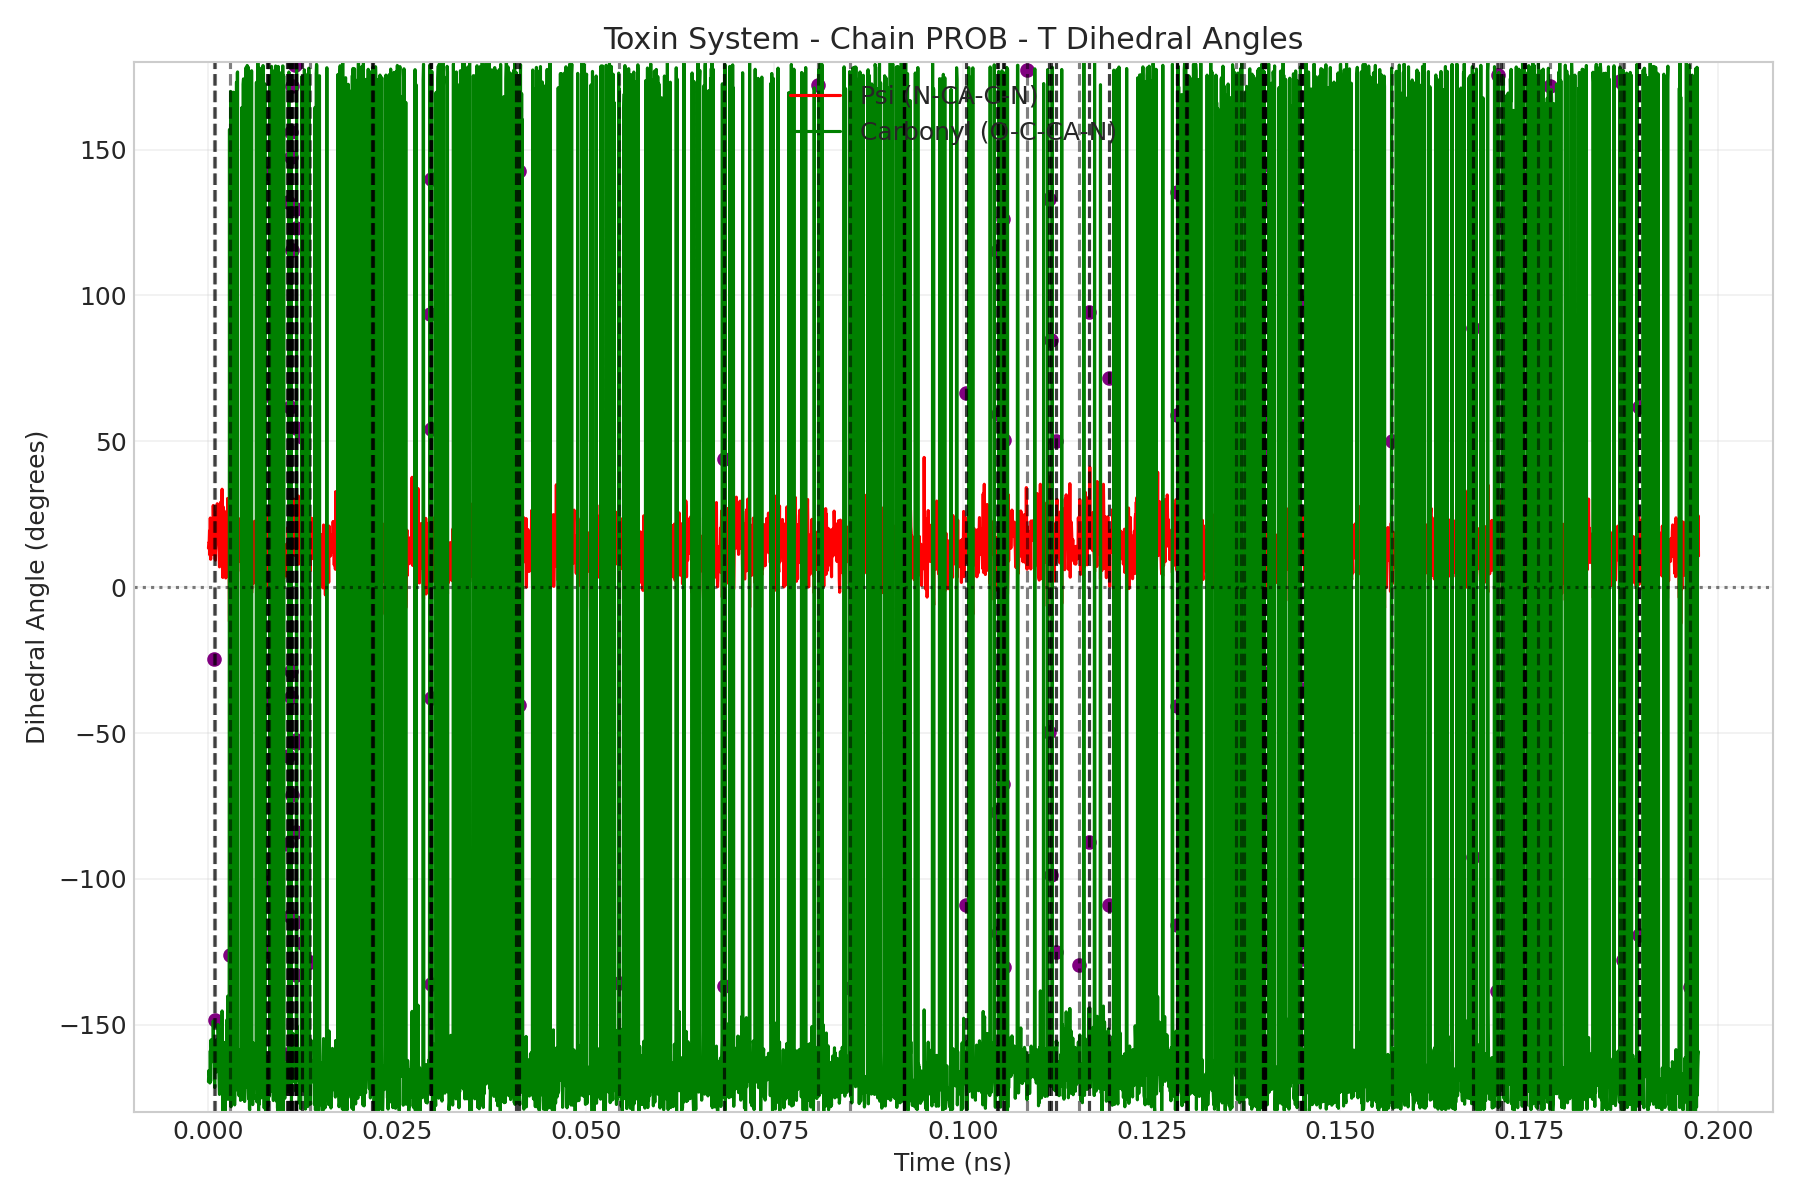 Toxin System - Chain PROB - T Dihedral Angles
Psi (N-CA-C-N)
Carbonyl (O-C-CA-N)
150
100
50
0
−50
−100
−150
Dihedral Angle (degrees)
0.000 0.025 0.050 0.075 0.100 0.125 0.150 0.175 0.200
Time (ns)